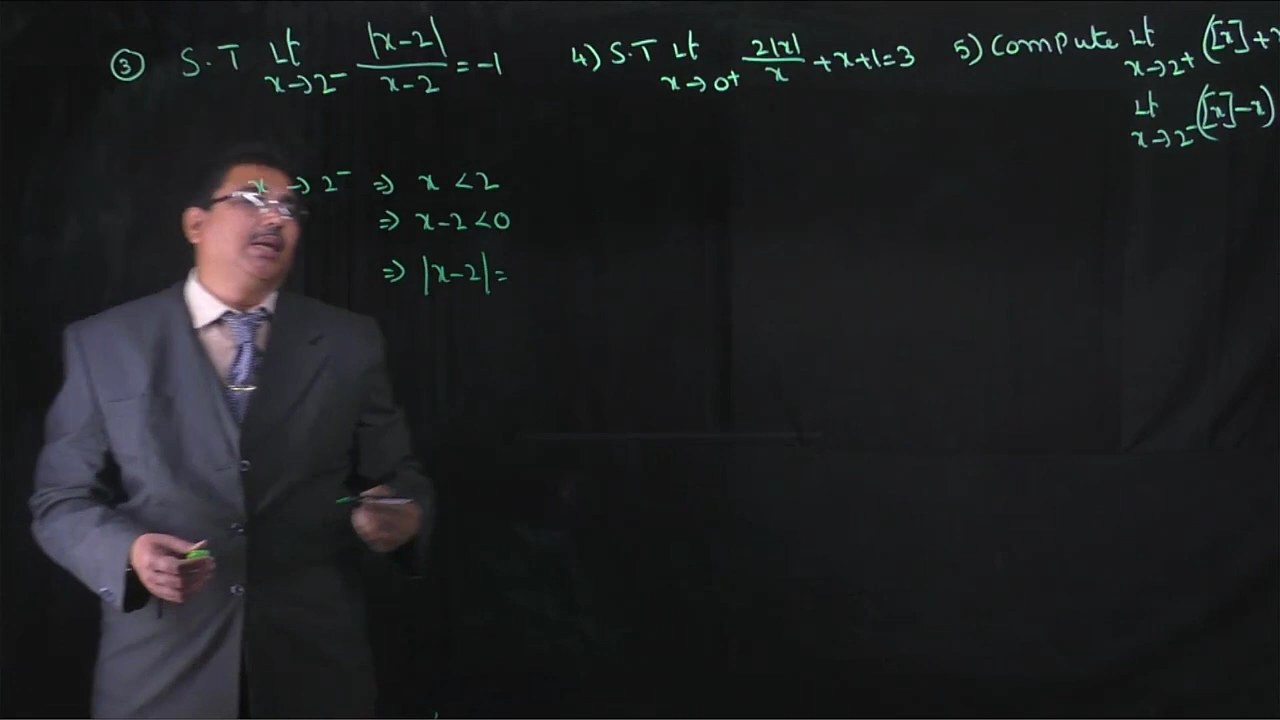 ③ S.T Lt x→2⁻ |x-2|/x-2 = -1
4) S.T Lt x→0⁺ 2|x|/x + x+1=3
5) Compute Lt x→2⁺ ([x]+
Lt x→2⁻ ([x]-x)
x → 2⁻ ⇒ x < 2
⇒ x-2 < 0
⇒ |x-2| =